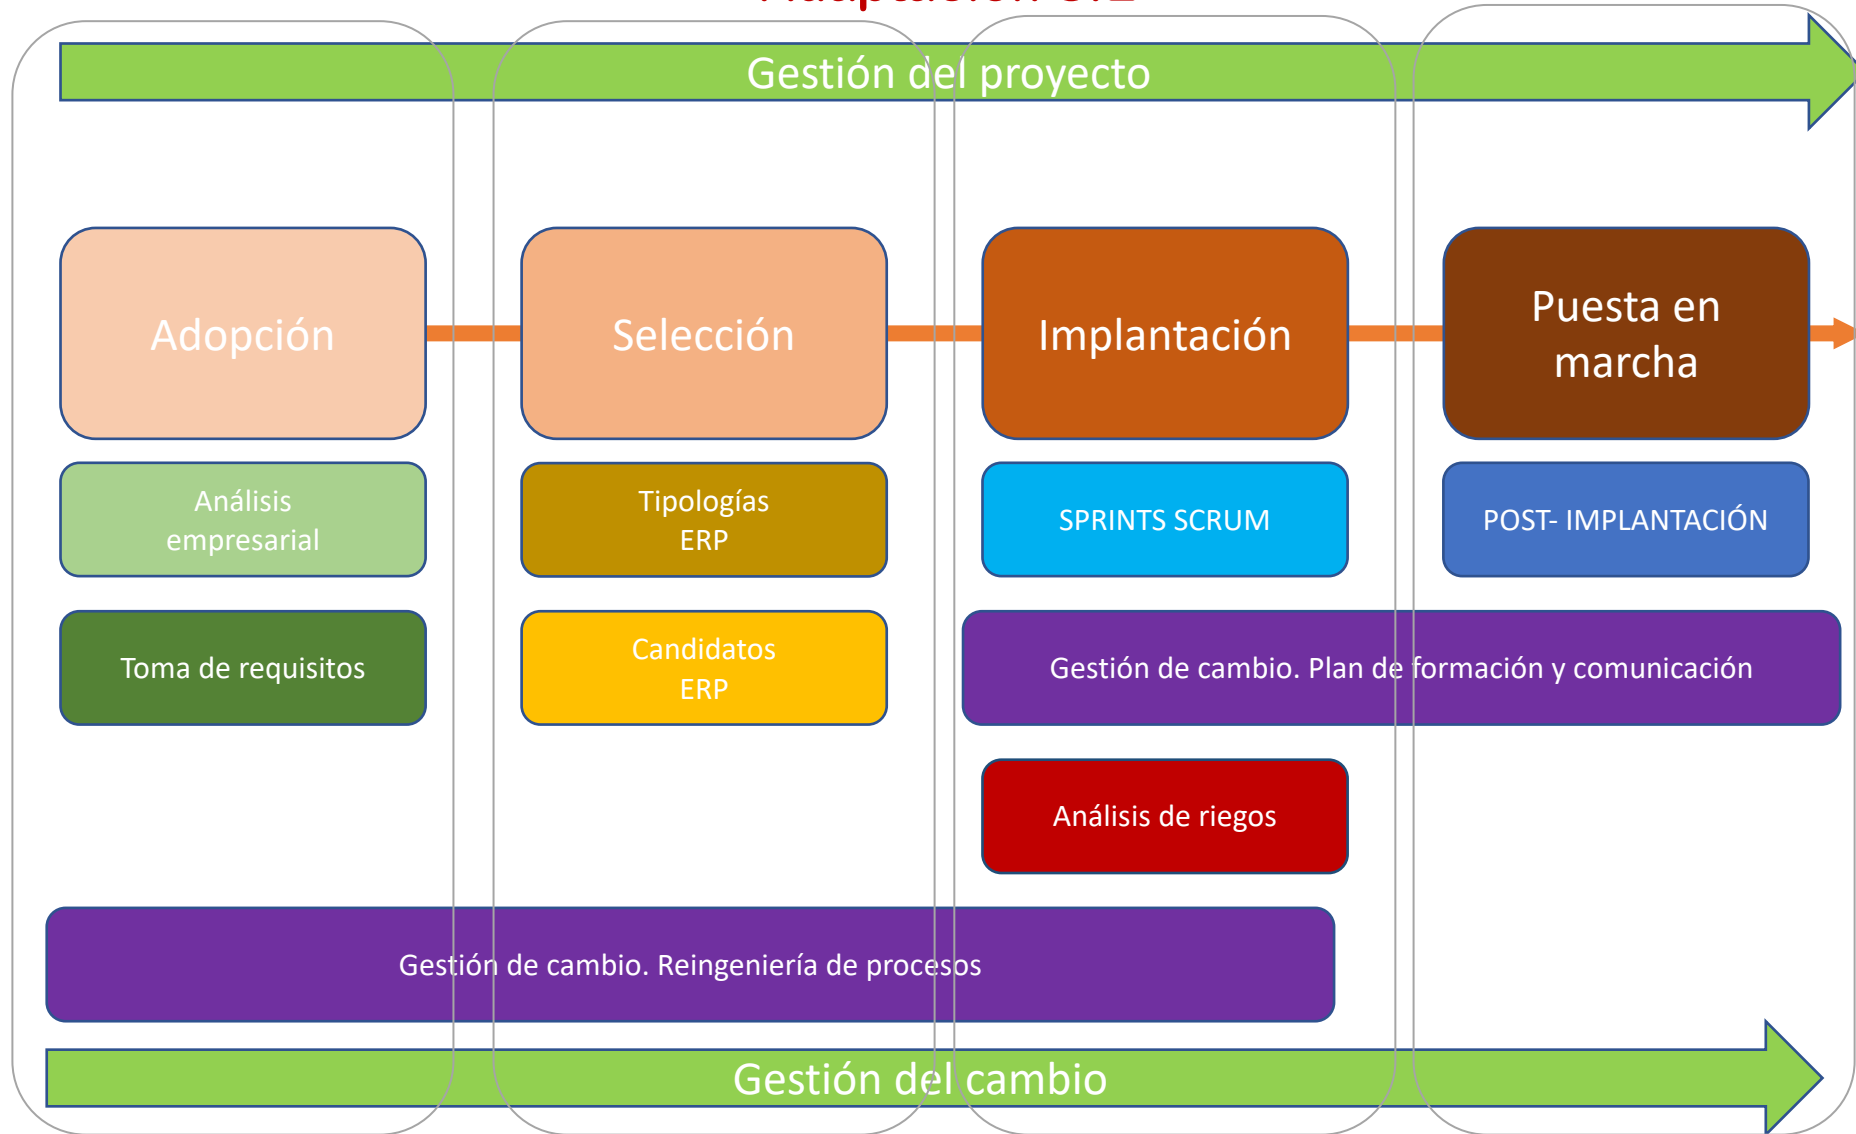 Gestión del proyecto
Adopción
Selección
Implantación
Puesta en
marcha
Análisis
empresarial
Tipologías
ERP
SPRINTS SCRUM
POST- IMPLANTACIÓN
Toma de requisitos
Candidatos
ERP
Gestión de cambio. Plan de formación y comunicación
Análisis de riegos
Gestión de cambio. Reingeniería de procesos
Gestión del cambio